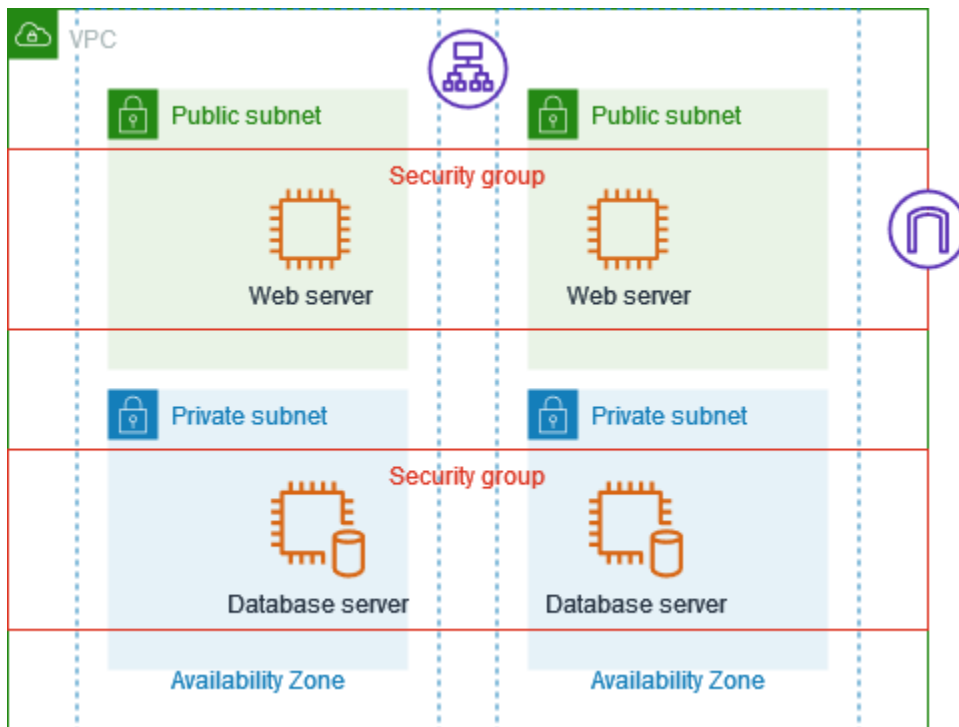 VPC
Public subnet
Public subnet
Security group
Web server
Web server
Private subnet
Private subnet
Security group
Database server
Database server
Availability Zone
Availability Zone